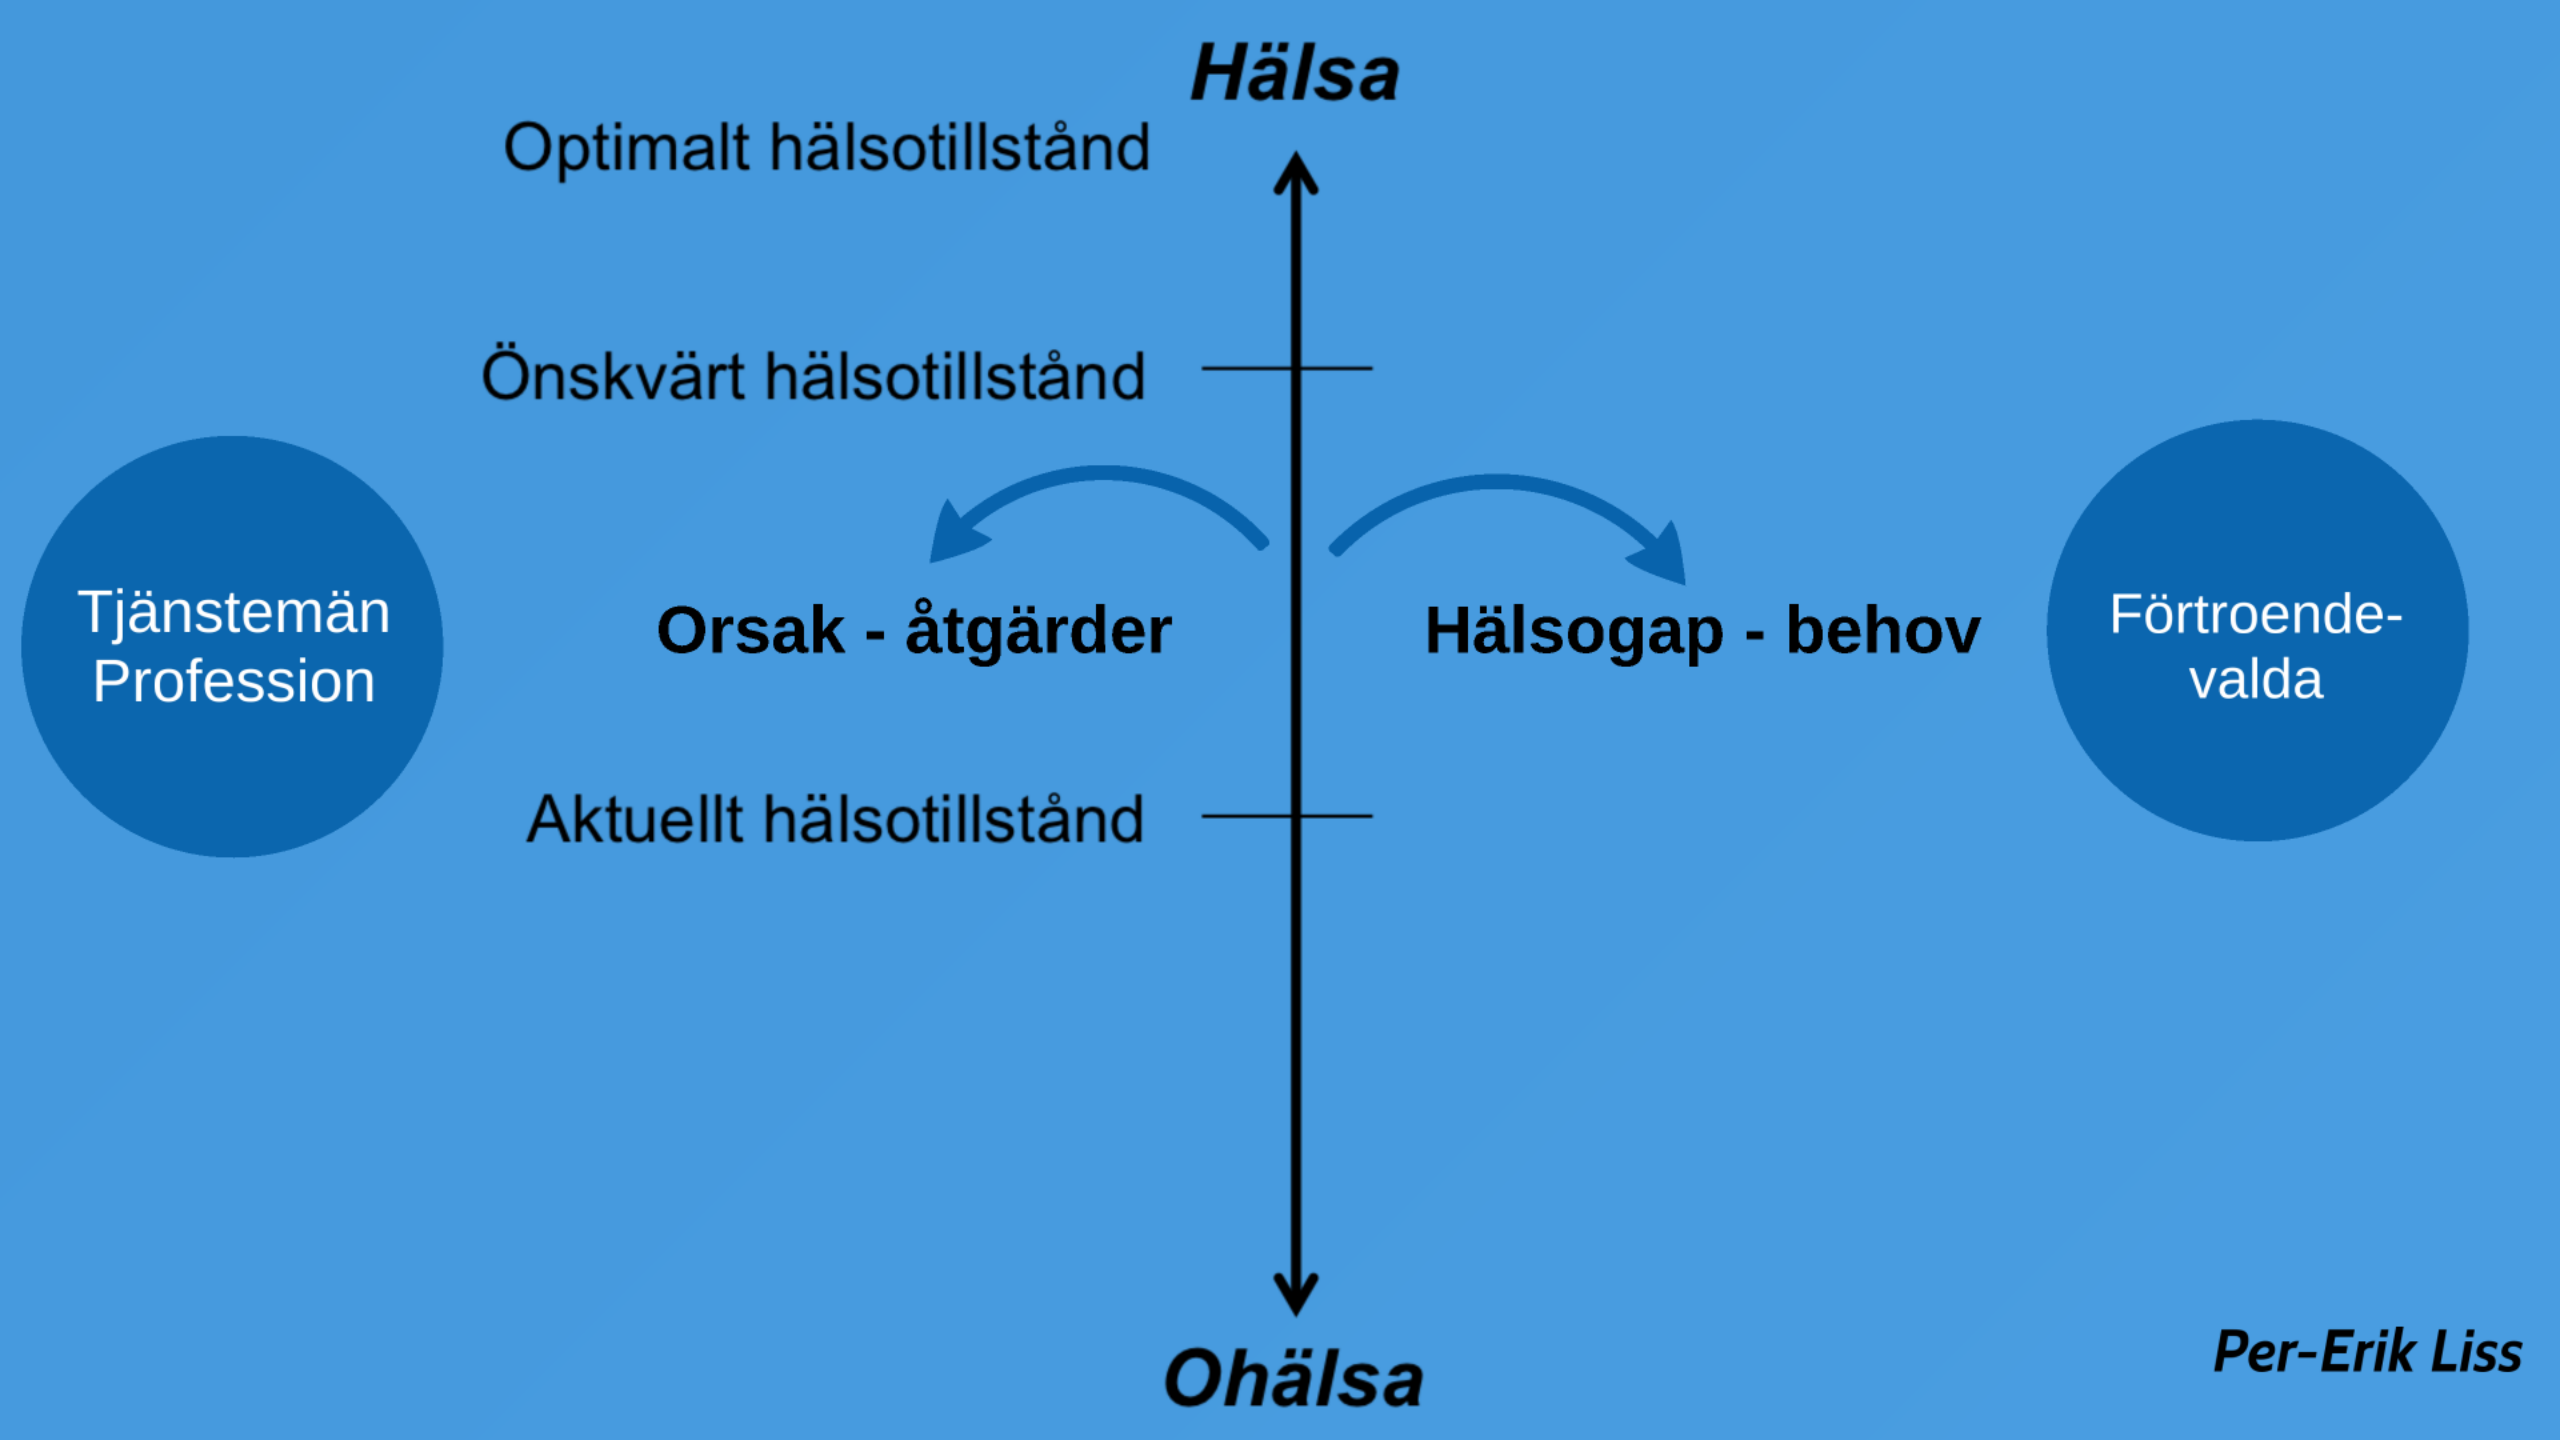 Hälsa
Optimalt hälsotillstånd
Önskvärt hälsotillstånd
Tjänstemän
Profession
Orsak - åtgärder
Hälsogap - behov
Förtroende-
valda
Aktuellt hälsotillstånd
Ohälsa
Per-Erik Liss